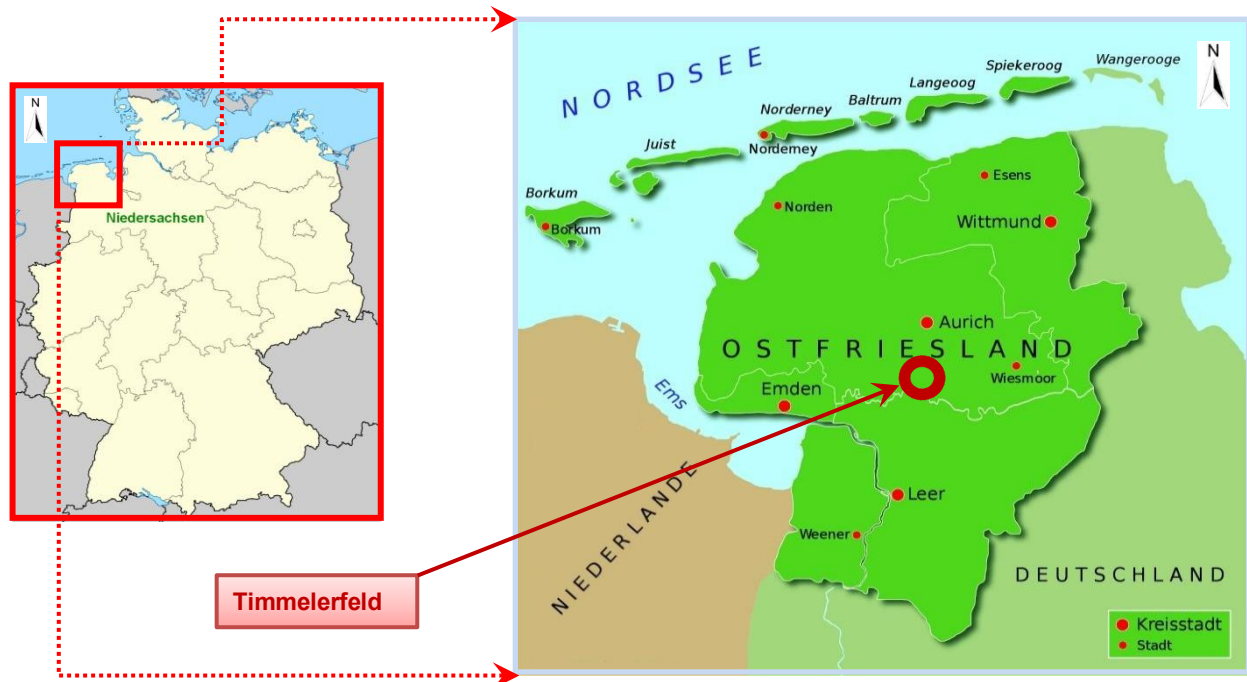 N
Niedersachsen
Timmelerfeld
NORDSEE
N
Wangerooge
Spiekeroog
Langeoog
Baltrum
Norderney
Norderney
Juist
Borkum
Borkum
Esens
Norden
Wittmund
Aurich
OSTFRIESLAND
Wiesmoor
Emden
Ems
Leer
Weener
NIEDERLANDE
DEUTSCHLAND
Kreisstadt
Stadt